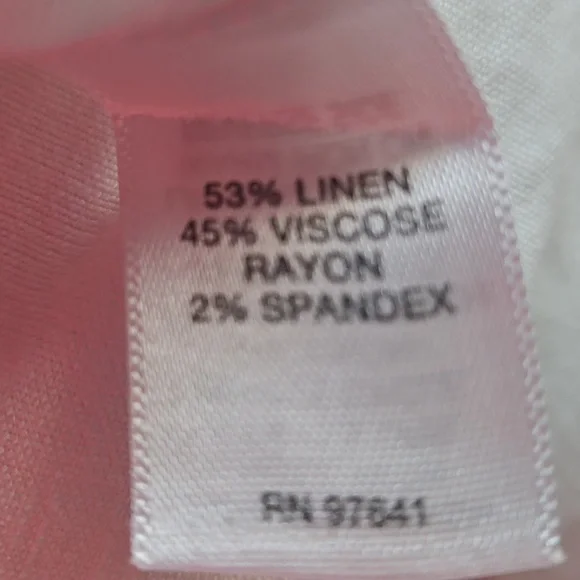 53% LINEN
45% VISCOSE
RAYON
2% SPANDEX
RN 97641